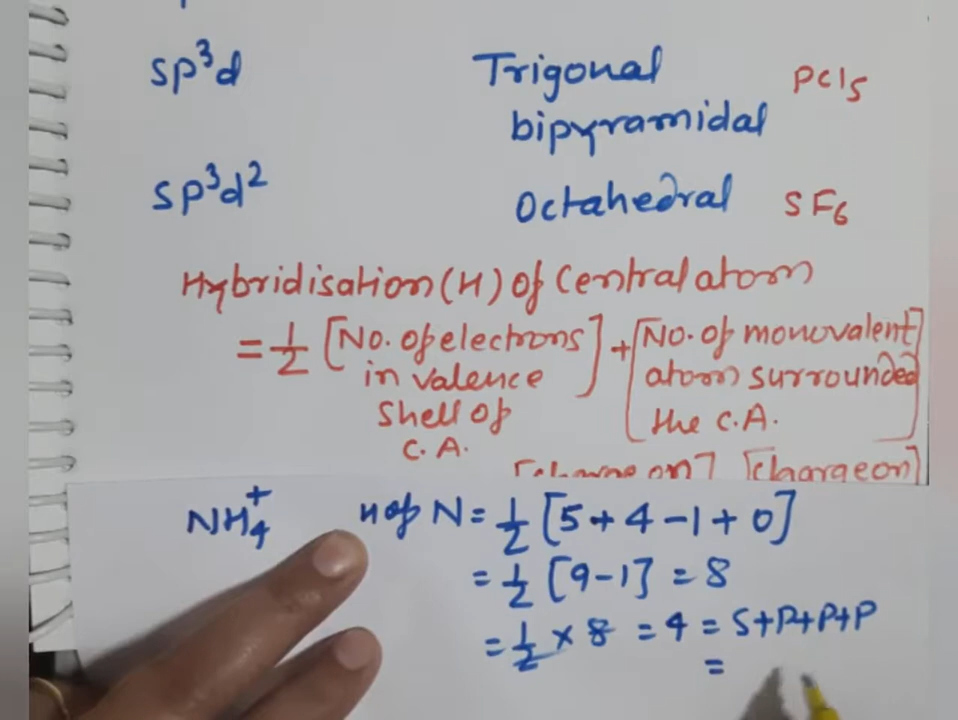 sp³d Trigonal PCl₅
bipyramidal
sp³d² Octahedral SF₆
Hybridisation (H) of Central atom
= 1/2 [No. of electrons] + [No. of monovalent]
in valence atom surrounded
Shell of the C.A.
C.A.
[charge on]
NH₄⁺ H of N = 1/2 [5 + 4 - 1 + 0]
= 1/2 [9-1] = 8
= 1/2 × 8 = 4 = S+P+P+P
=